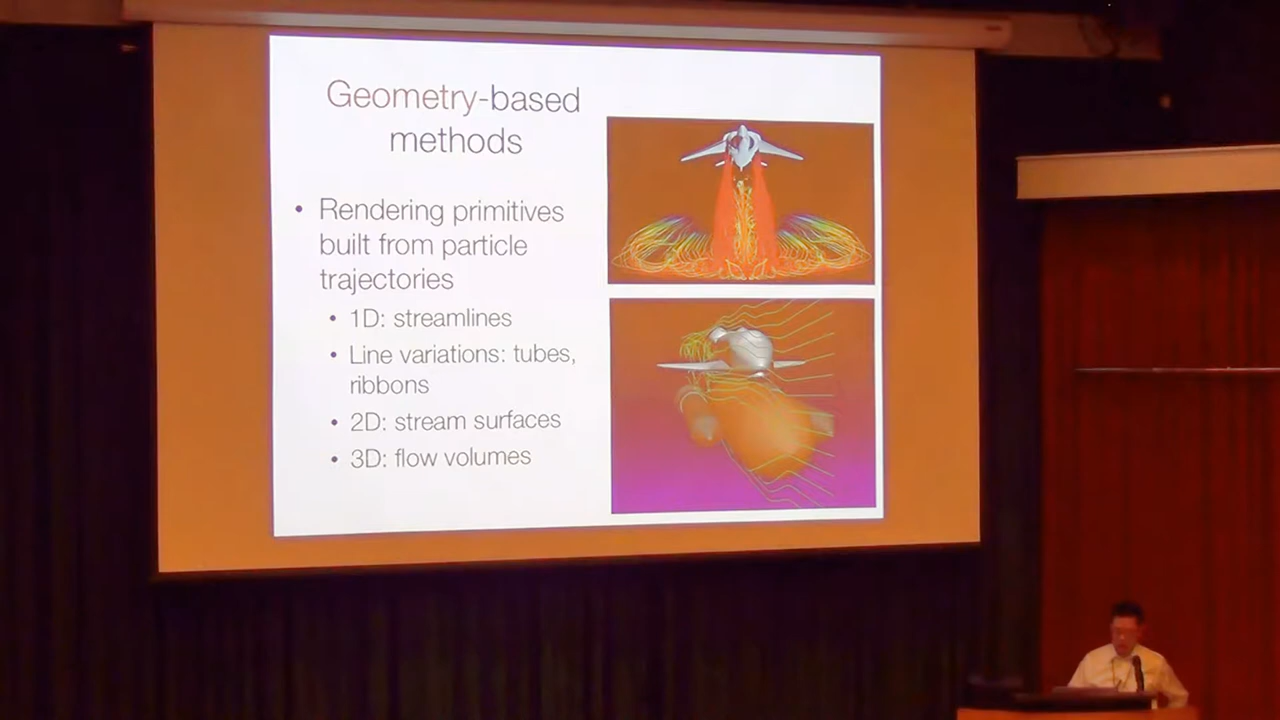 Geometry-based
methods
• Rendering primitives
built from particle
trajectories
• 1D: streamlines
• Line variations: tubes,
ribbons
• 2D: stream surfaces
• 3D: flow volumes